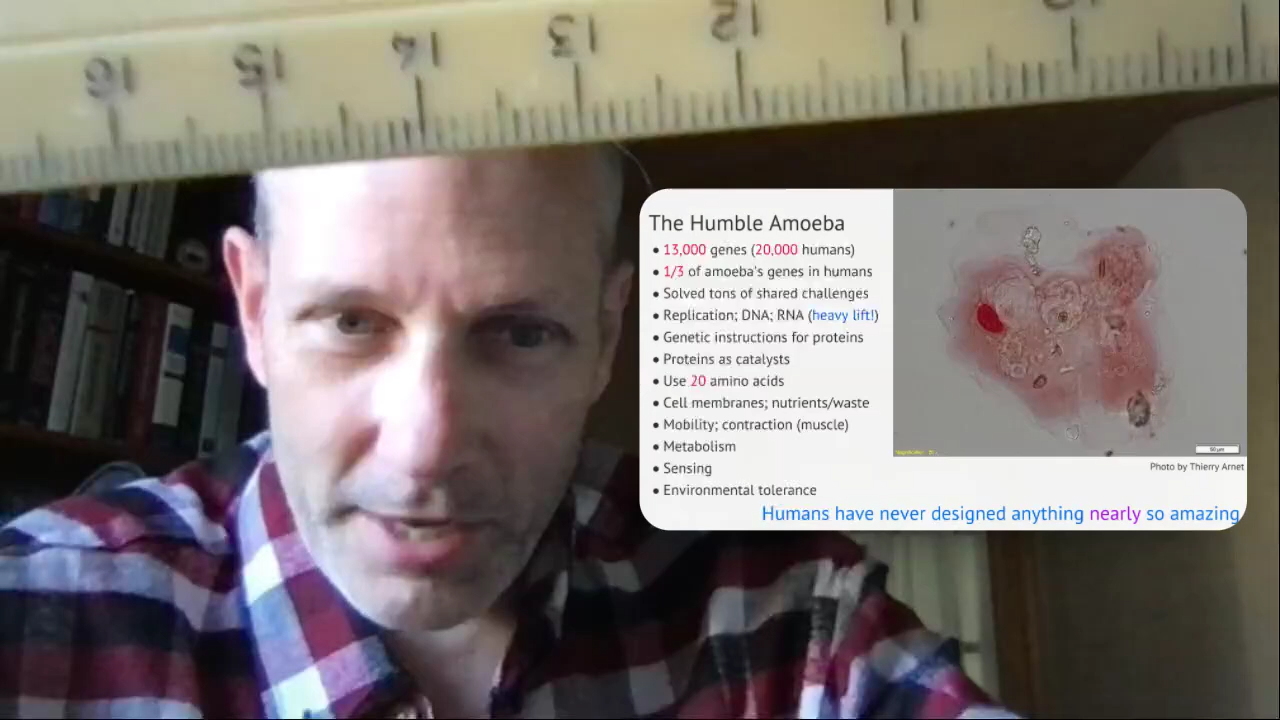 16 15 14 13 12 11
The Humble Amoeba
• 13,000 genes (20,000 humans)
• 1/3 of amoeba's genes in humans
• Solved tons of shared challenges
• Replication; DNA; RNA (heavy lift!)
• Genetic instructions for proteins
• Proteins as catalysts
• Use 20 amino acids
• Cell membranes; nutrients/waste
• Mobility; contraction (muscle)
• Metabolism
• Sensing
• Environmental tolerance
50 µm
Photo by Thierry Arnet
Humans have never designed anything nearly so amazing